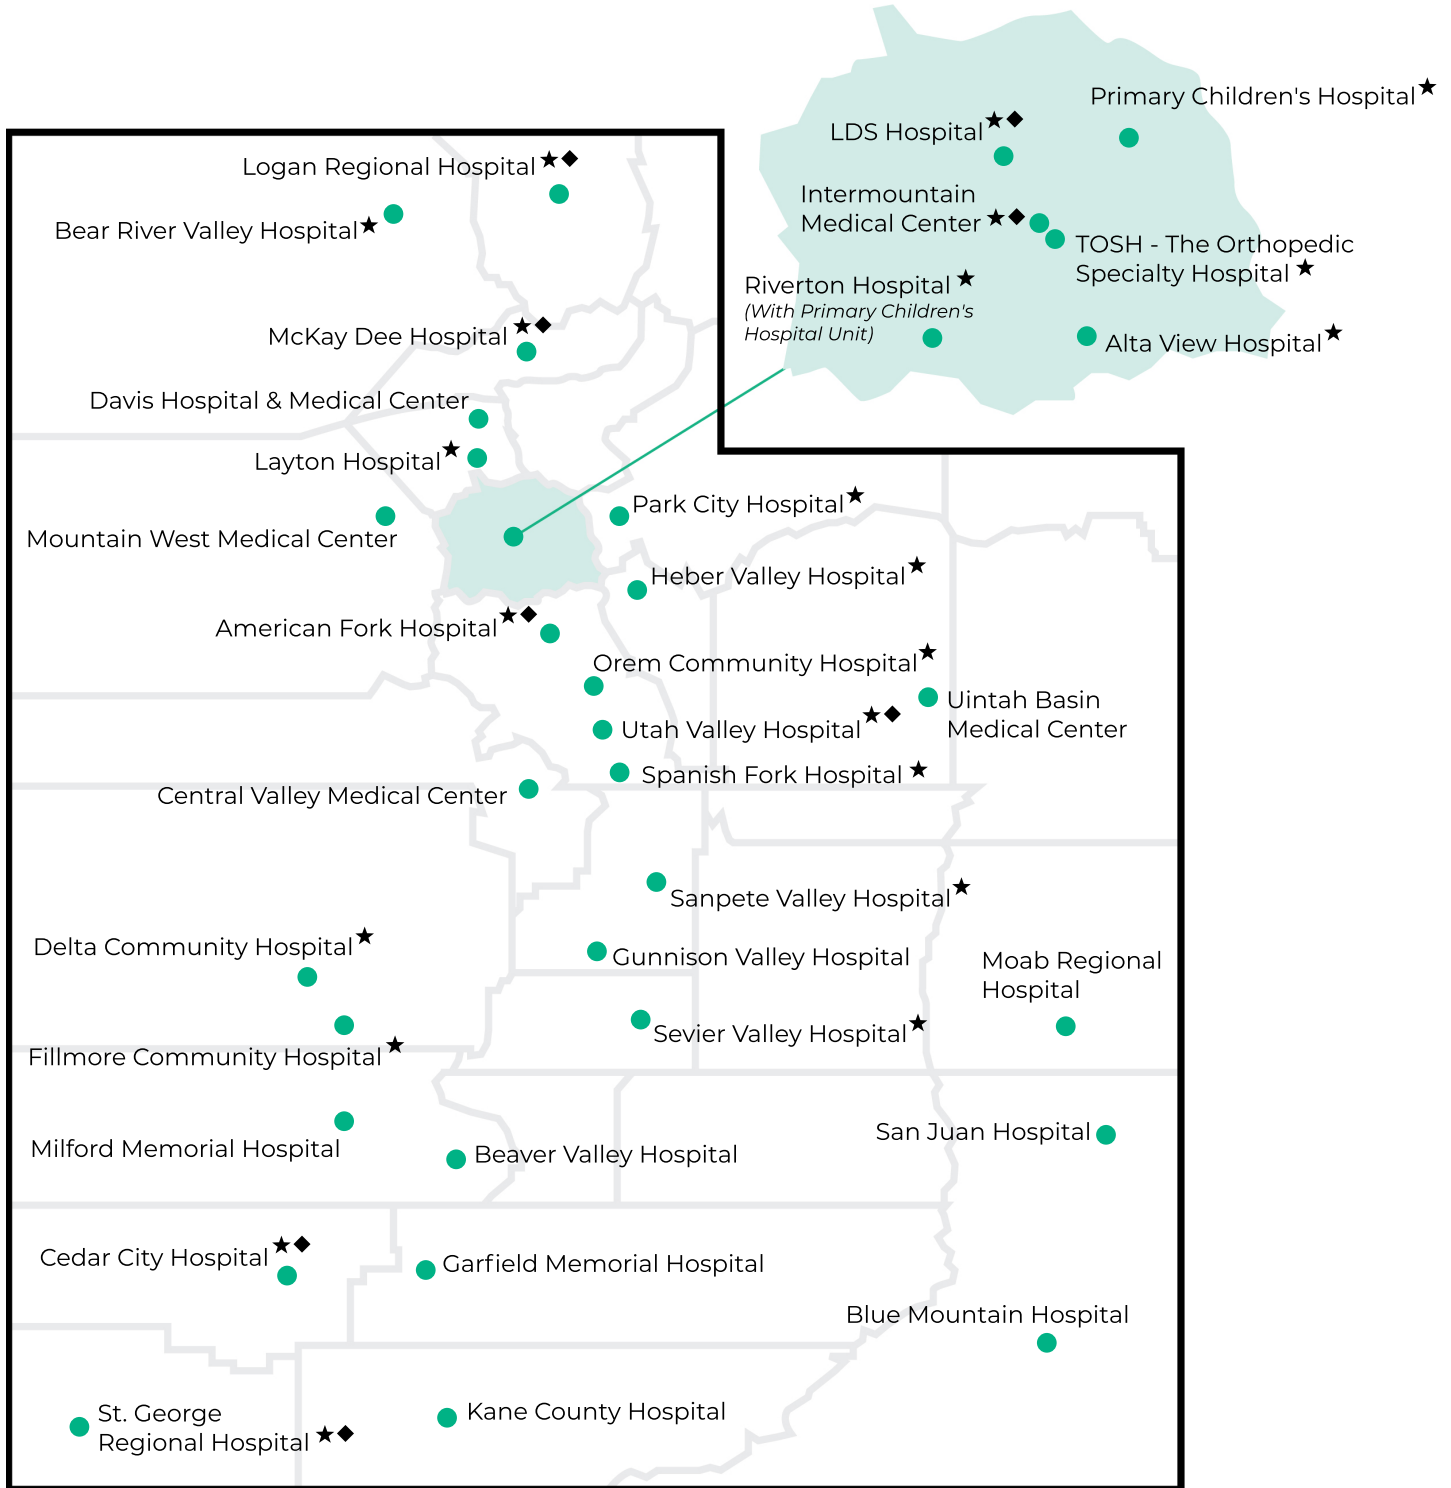 Primary Children's Hospital★
LDS Hospital★◆
Logan Regional Hospital★◆
Intermountain
Medical Center★◆
Bear River Valley Hospital★
TOSH - The Orthopedic
Specialty Hospital★
Riverton Hospital★
(With Primary Children's
Hospital Unit)
McKay Dee Hospital★◆
Alta View Hospital★
Davis Hospital & Medical Center
Layton Hospital★
Park City Hospital★
Mountain West Medical Center
Heber Valley Hospital★
American Fork Hospital★◆
Orem Community Hospital★
Uintah Basin
Medical Center
Utah Valley Hospital★◆
Spanish Fork Hospital★
Central Valley Medical Center
Sanpete Valley Hospital★
Delta Community Hospital★
Gunnison Valley Hospital
Moab Regional
Hospital
Sevier Valley Hospital★
Fillmore Community Hospital★
San Juan Hospital
Milford Memorial Hospital
Beaver Valley Hospital
Cedar City Hospital★◆
Garfield Memorial Hospital
Blue Mountain Hospital
St. George
Regional Hospital★◆
Kane County Hospital